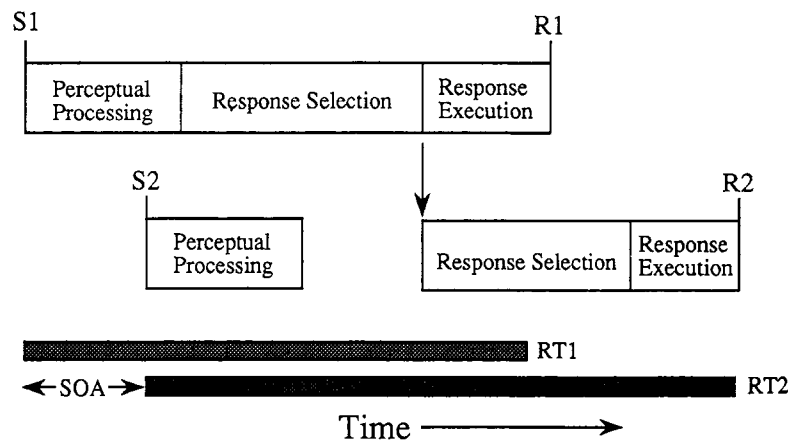 S1
R1
Perceptual
Processing
Response Selection
Response
Execution
S2
R2
Perceptual
Processing
Response Selection
Response
Execution
RT1
SOA
RT2
Time